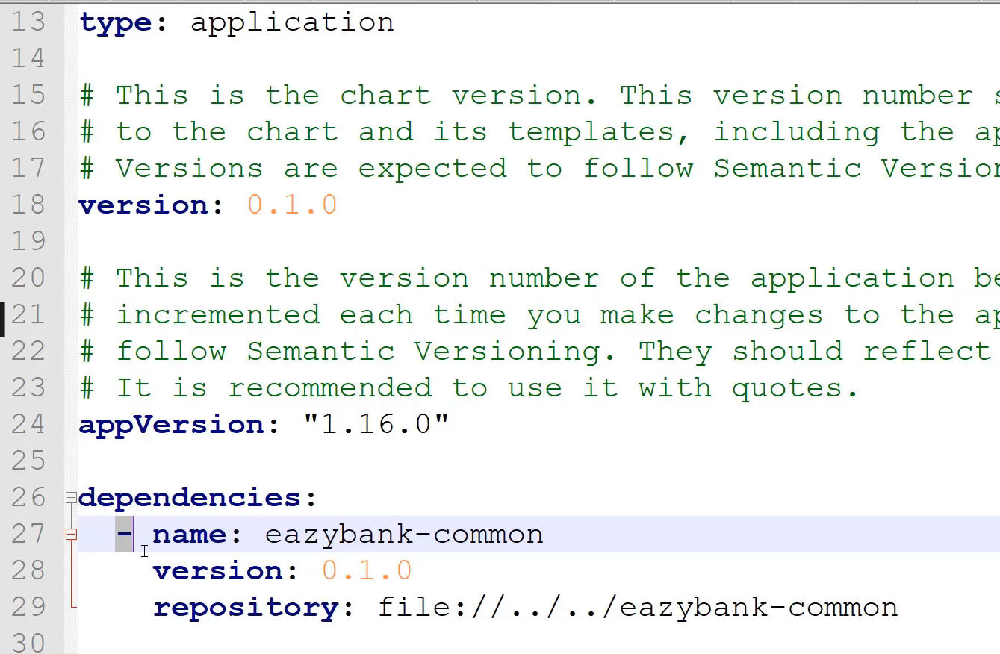 13 type: application
14
15 # This is the chart version. This version number
16 # to the chart and its templates, including the
17 # Versions are expected to follow Semantic
18 version: 0.1.0
19
20 # This is the version number of the application
21 # incremented each time you make changes to the
22 # follow Semantic Versioning. They should reflect
23 # It is recommended to use it with quotes.
24 appVersion: "1.16.0"
25
26 dependencies:
27 - name: eazybank-common
28 version: 0.1.0
29 repository: file://../../eazybank-common
30